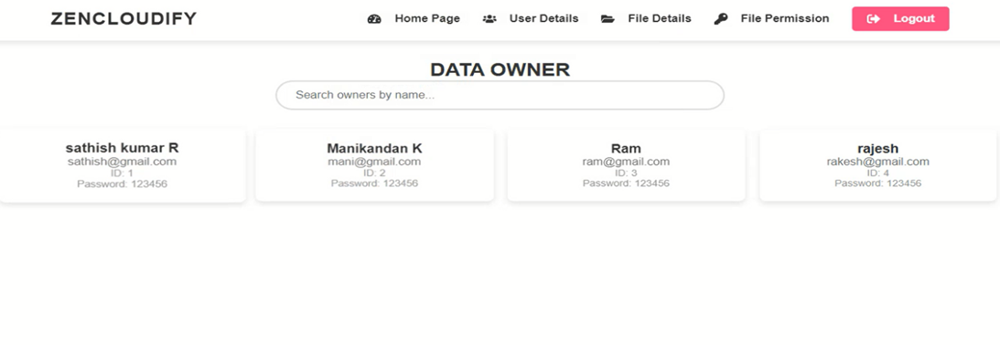 ZENCLOUDIFY Home Page User Details File Details File Permission Logout
DATA OWNER
Search owners by name...
sathish kumar R
sathish@gmail.com
ID: 1
Password: 123456
Manikandan K
mani@gmail.com
ID: 2
Password: 123456
Ram
ram@gmail.com
ID: 3
Password: 123456
rajesh
rakesh@gmail.com
ID: 4
Password: 123456